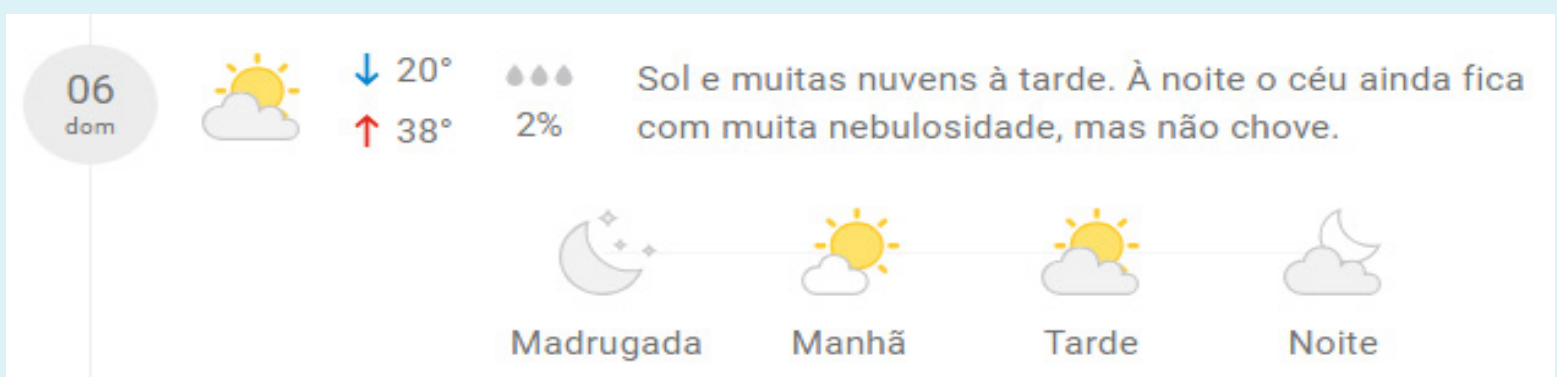 06
dom
20°
38°
2%
Sol e muitas nuvens à tarde. À noite o céu ainda fica
com muita nebulosidade, mas não chove.
Madrugada Manhã Tarde Noite